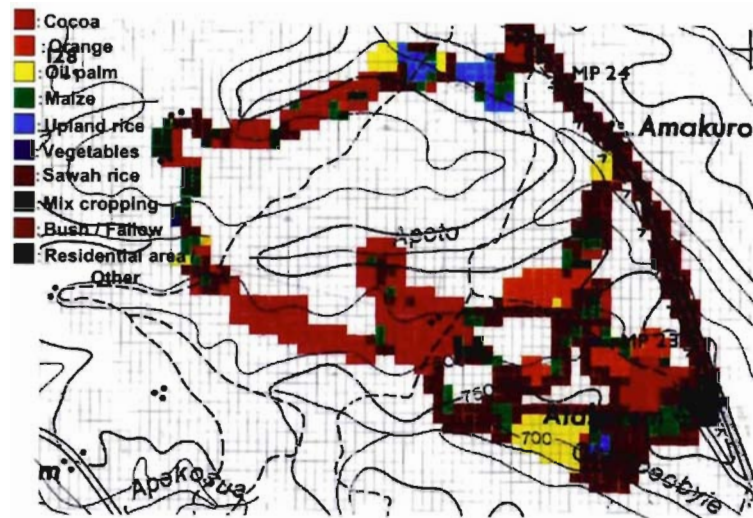 : Cocoa
: Orange
128
: Oil palm
: Maize
: Upland rice
: Vegetables
: Sawah rice
: Mix cropping
: Bush / Fallow
: Residential area
Other
MP 24
Amakuro
Apoto
MP 23
750
700
m
Apakosua